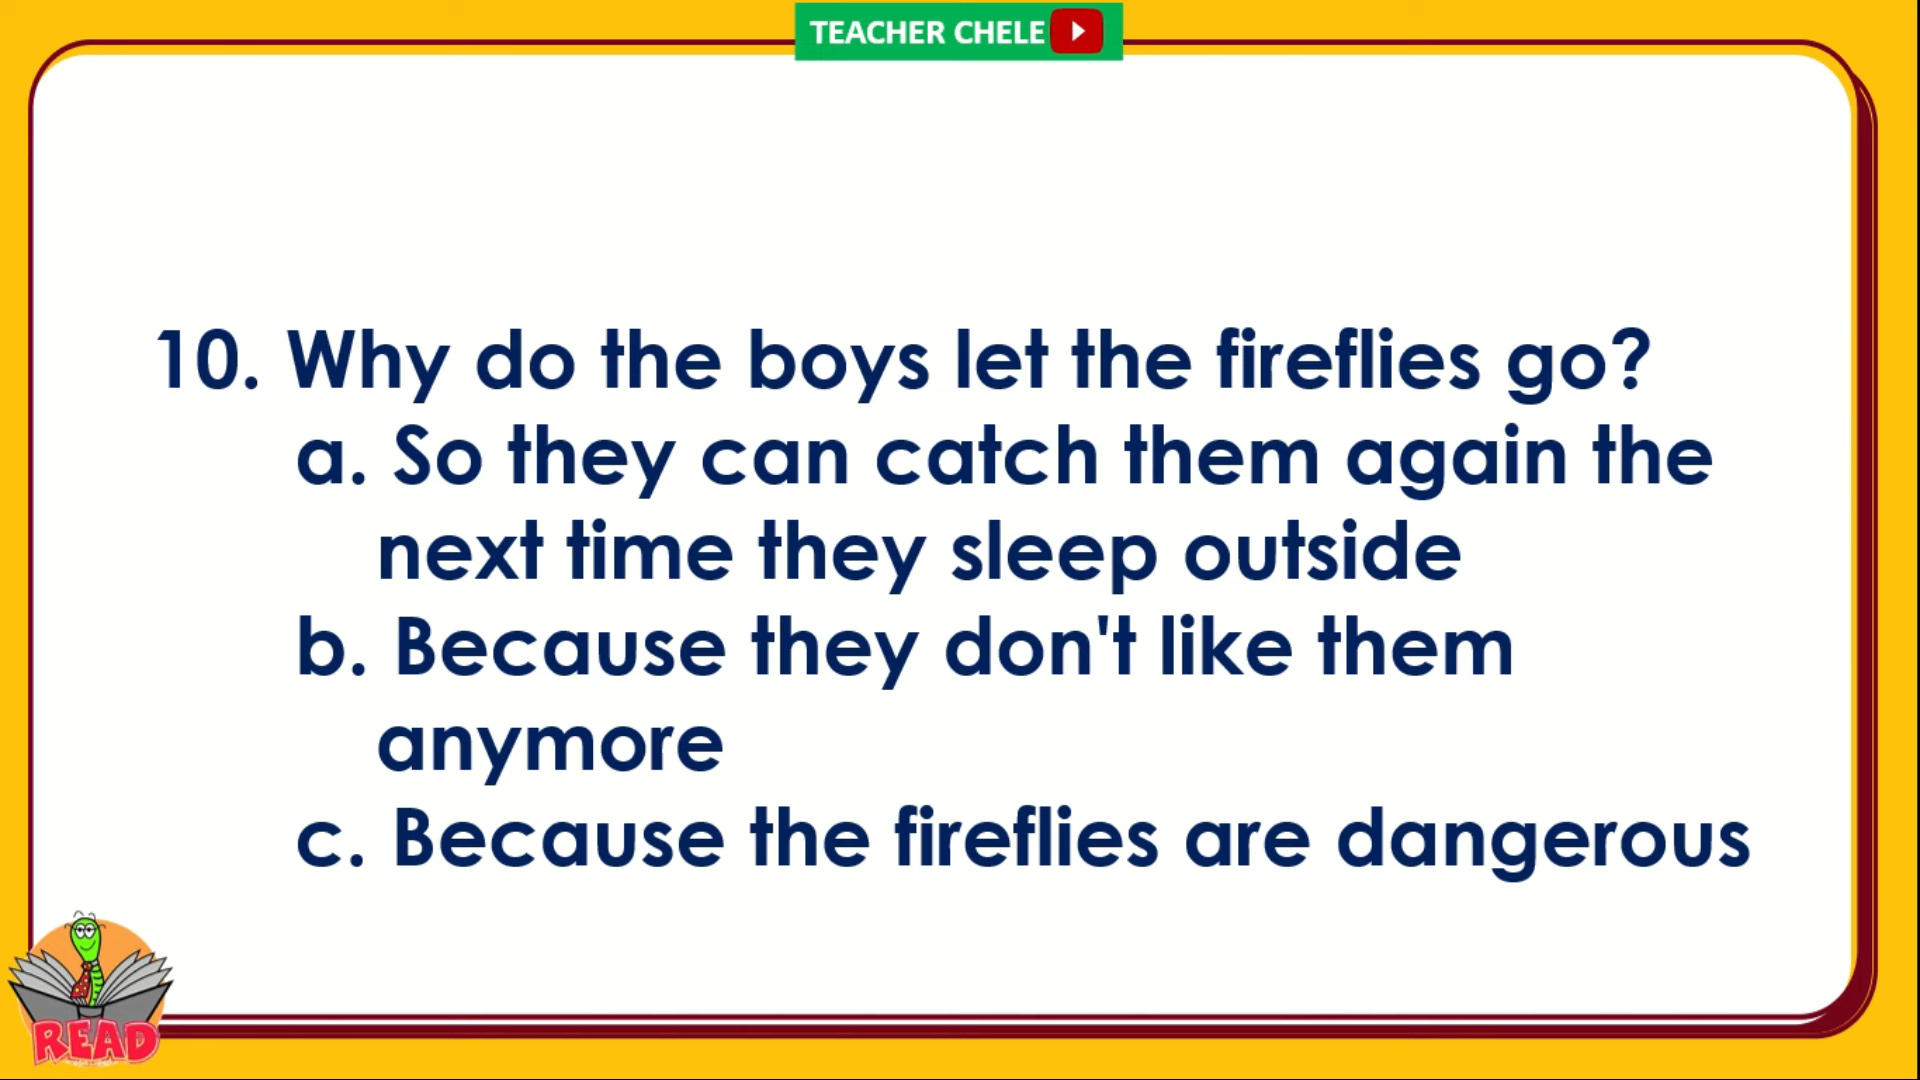 TEACHER CHELE
10. Why do the boys let the fireflies go?
a. So they can catch them again the
next time they sleep outside
b. Because they don't like them
anymore
c. Because the fireflies are dangerous
READ